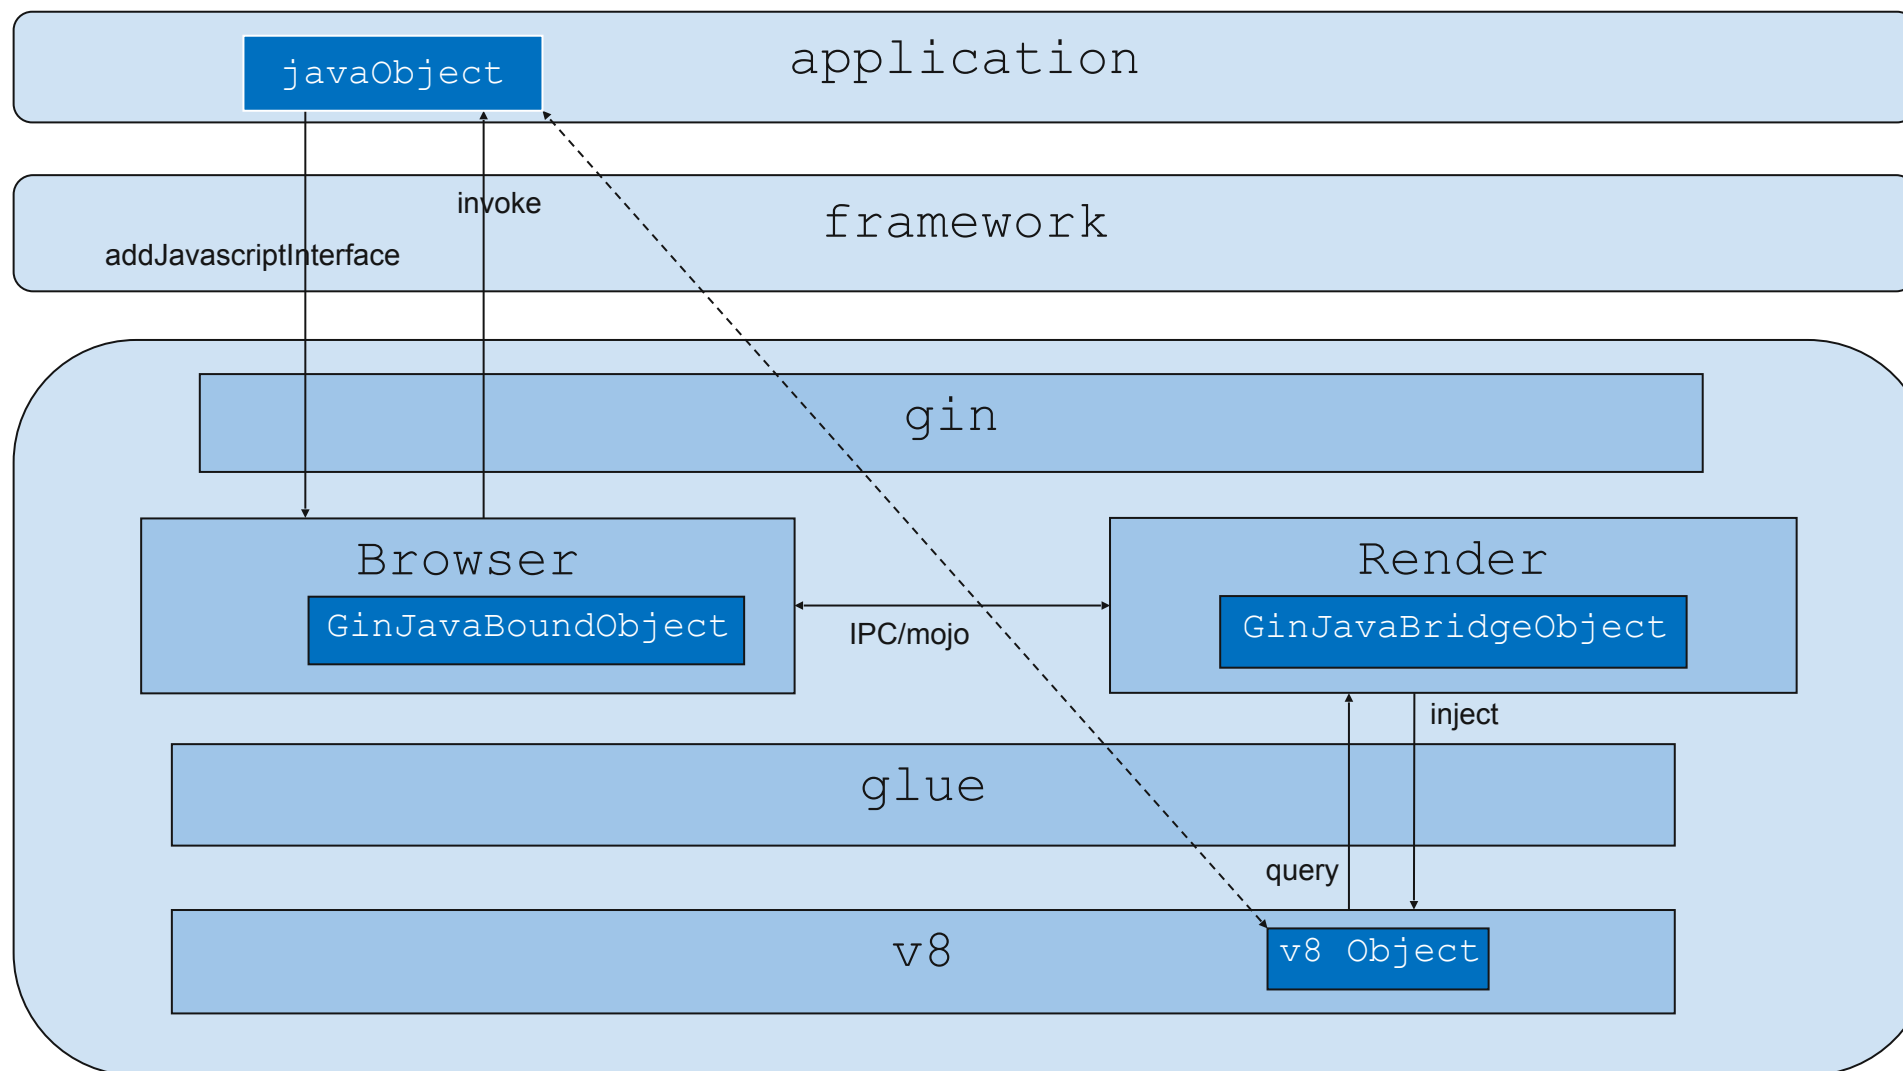 application
javaObject
invoke
framework
addJavascriptInterface
gin
Browser
Render
GinJavaBoundObject
GinJavaBridgeObject
IPC/mojo
inject
glue
query
v8
v8 Object